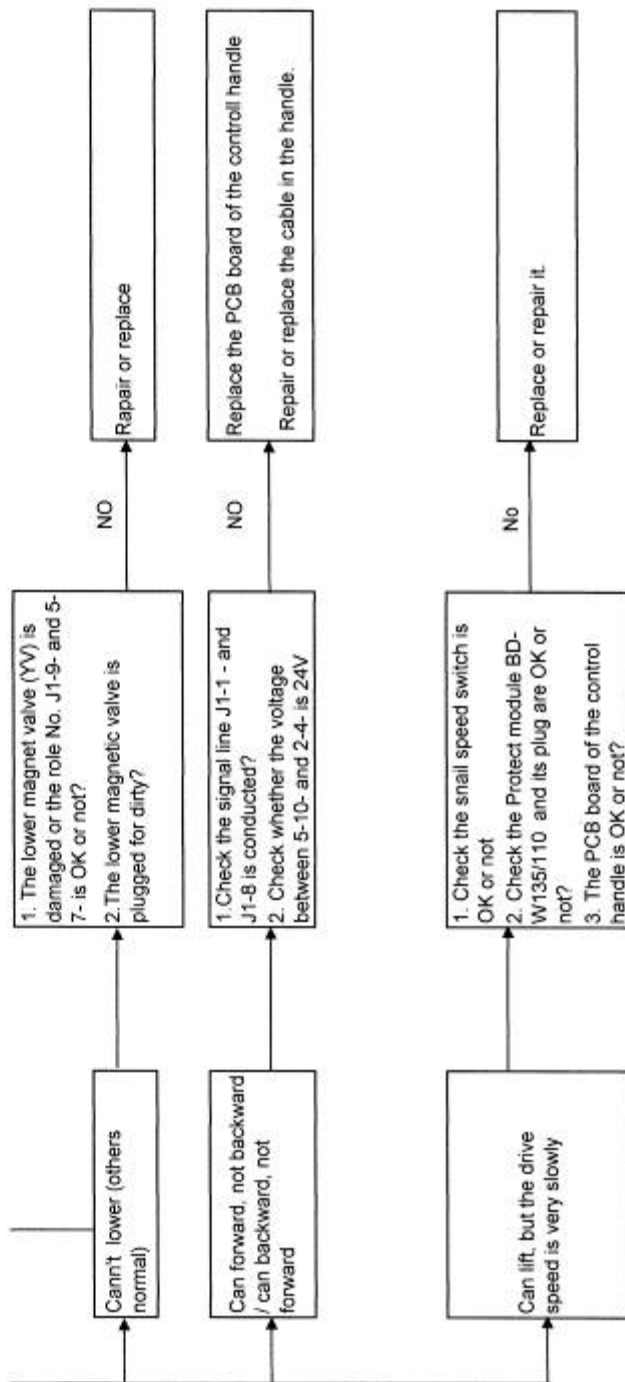 Cann't lower (others
normal)
1. The lower magnet valve (YV) is
damaged or the role No. J1-9- and 5-
7- is OK or not?
2.The lower magnetic valve is
plugged for dirty?
NO
Rapair or replace
Can forward, not backward
/ can backward, not
forward
1.Check the signal line J1-1 - and
J1-8 is conducted?
2. Check whether the voltage
between 5-10- and 2-4- is 24V
NO
Replace the PCB board of the controll handle
Repair or replace the cable in the handle.
Can lift, but the drive
speed is very slowly
1. Check the snail speed switch is
OK or not
2. Check the Protect module BD-
W135/110 and its plug are OK or
not?
3. The PCB board of the control
handle is OK or not?
No
Replace or repair it.